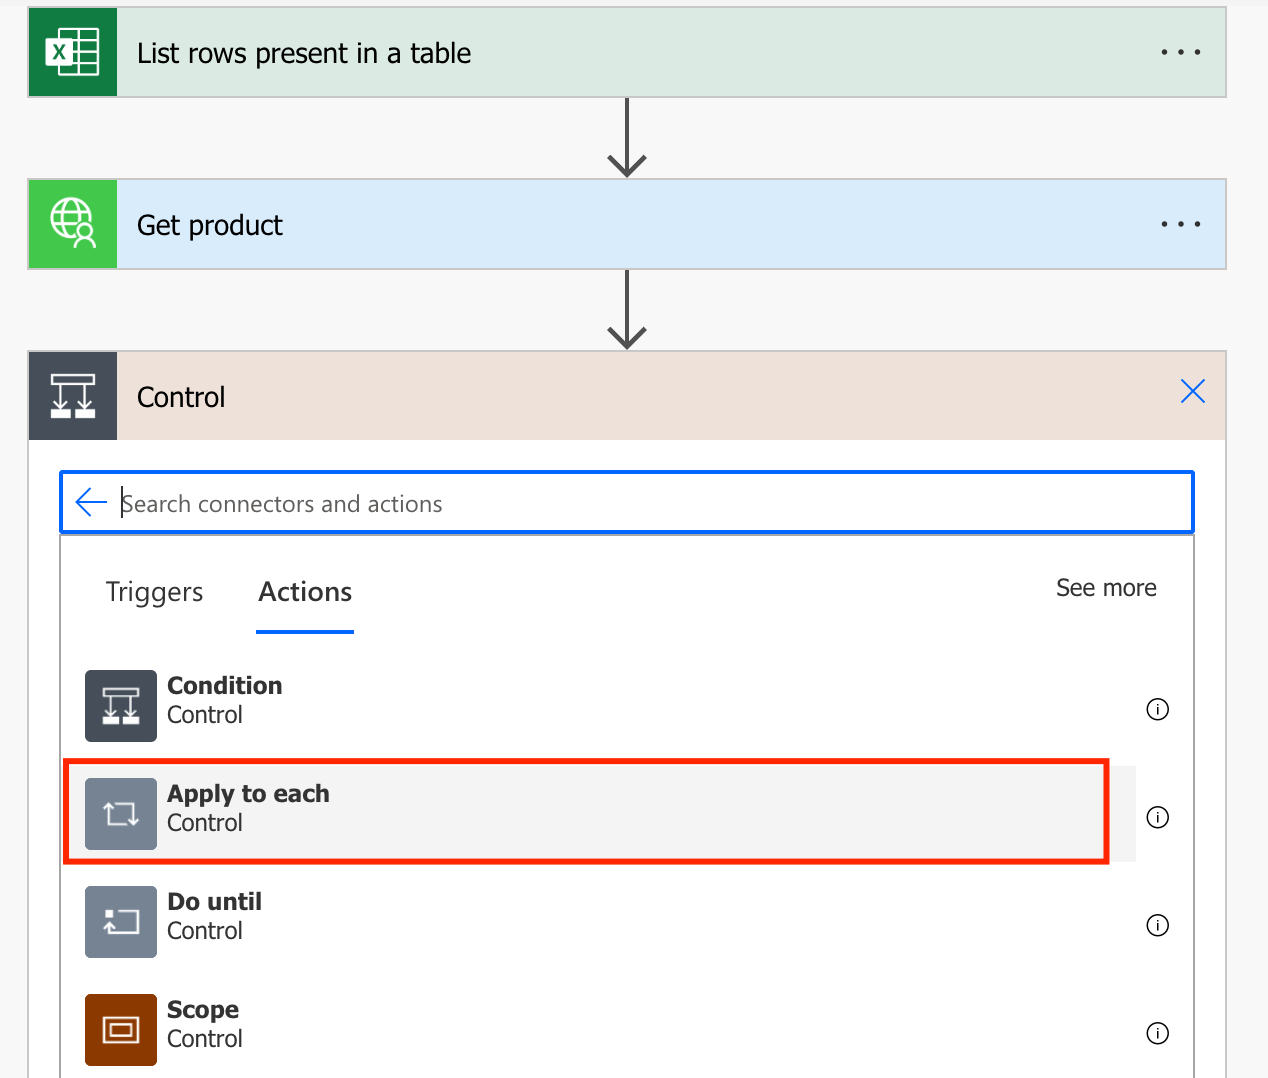 List rows present in a table
Get product
Control
Search connectors and actions
Triggers Actions See more
Condition
Control
Apply to each
Control
Do until
Control
Scope
Control